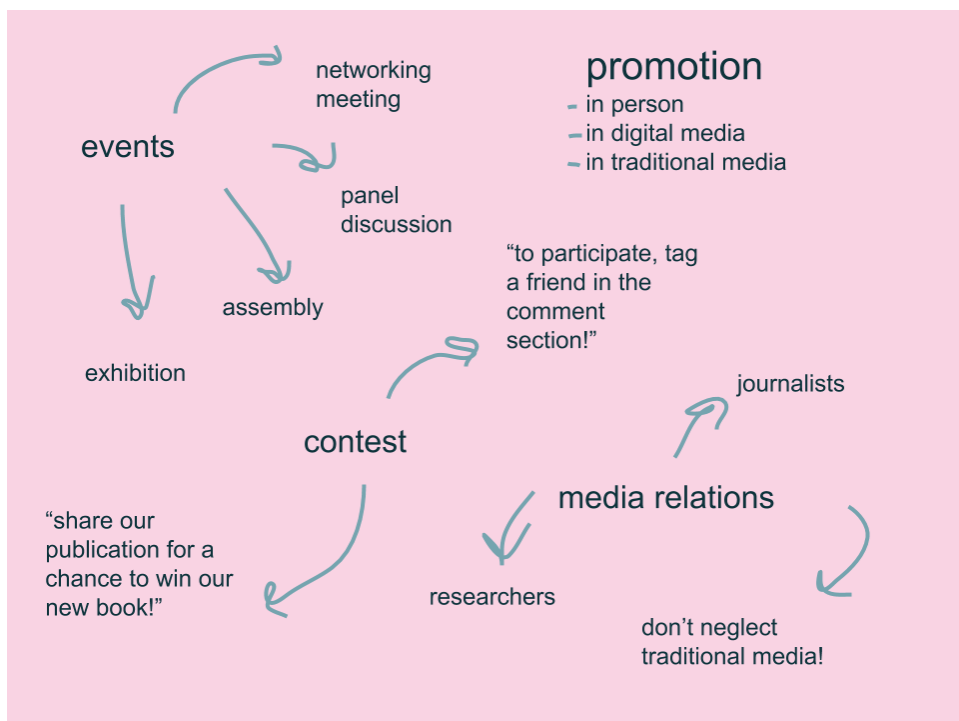 promotion
in person
in digital media
in traditional media
events
networking
meeting
panel
discussion
assembly
exhibition
contest
“to participate, tag
a friend in the
comment
section!”
“share our
publication for a
chance to win our
new book!”
media relations
journalists
researchers
don’t neglect
traditional media!